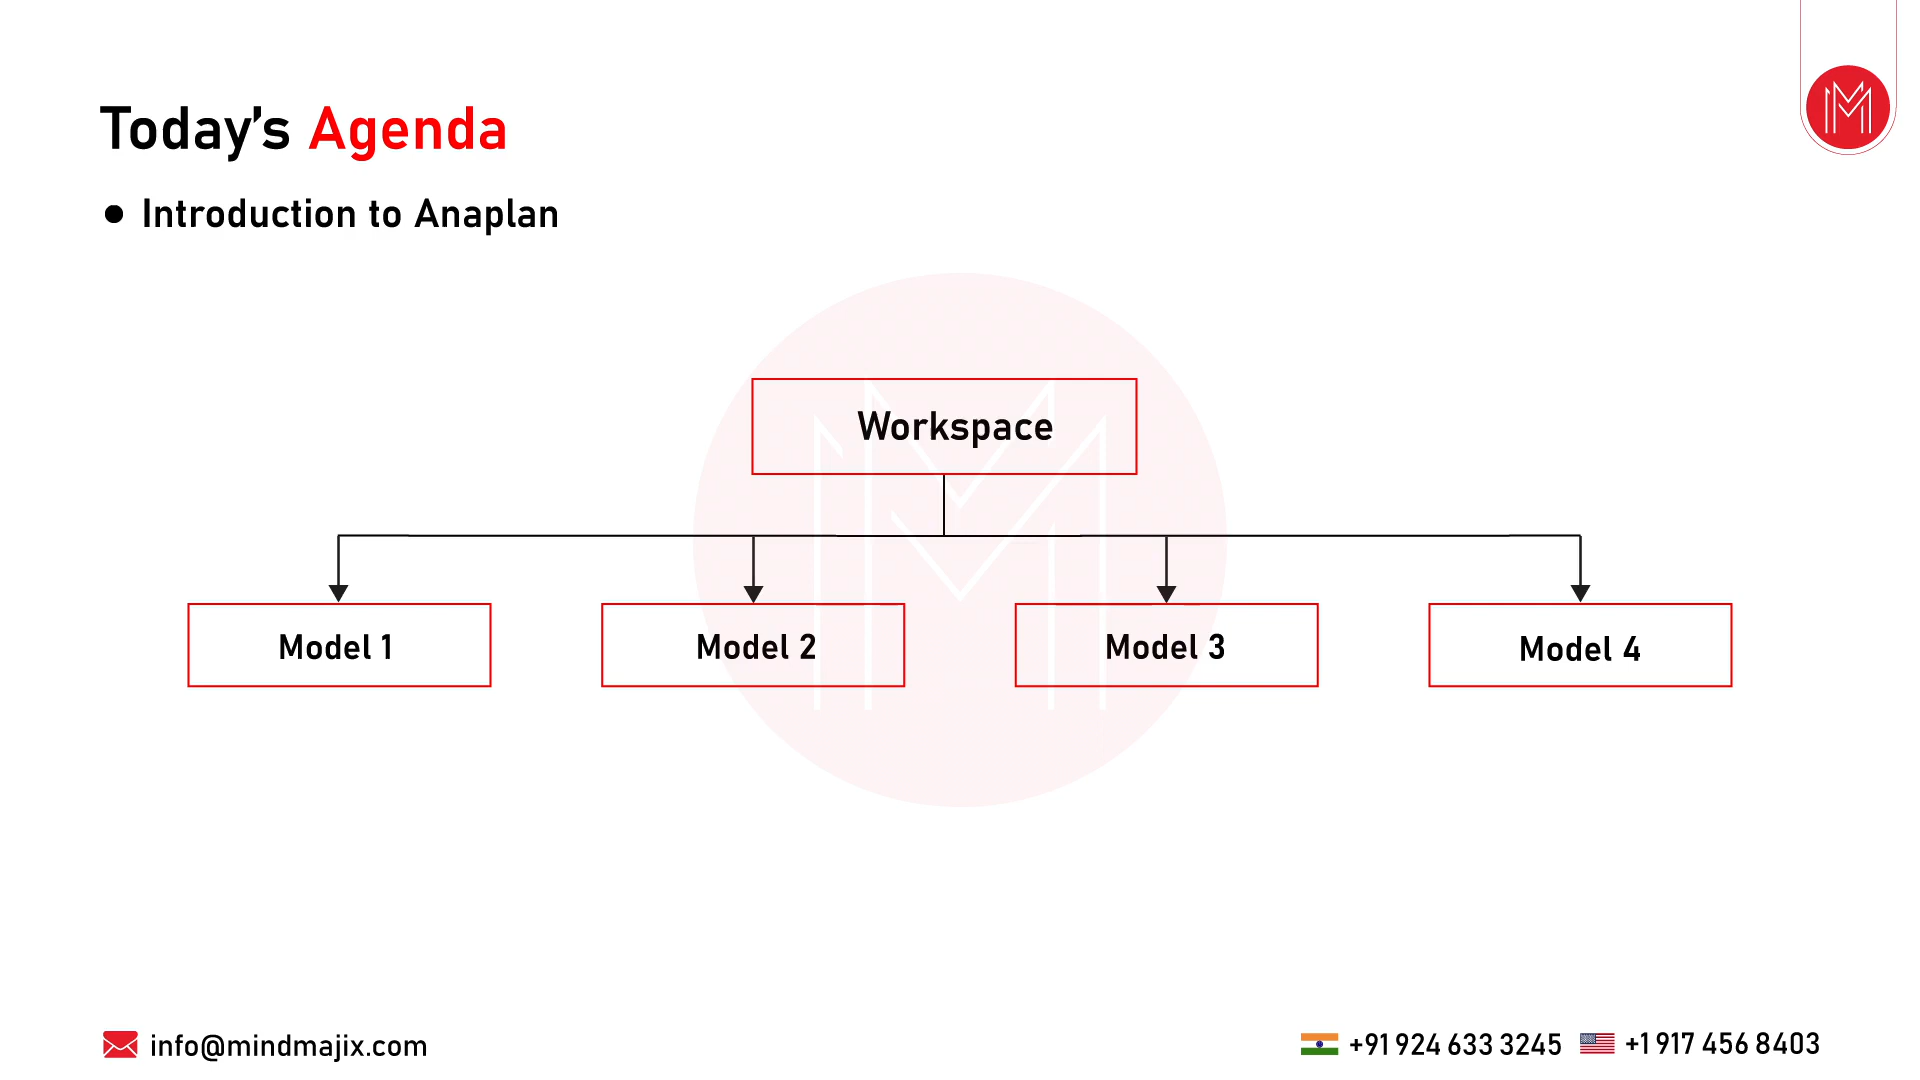 Today’s Agenda
● Introduction to Anaplan
Workspace
Model 1
Model 2
Model 3
Model 4
info@mindmajix.com
+91 924 633 3245
+1 917 456 8403